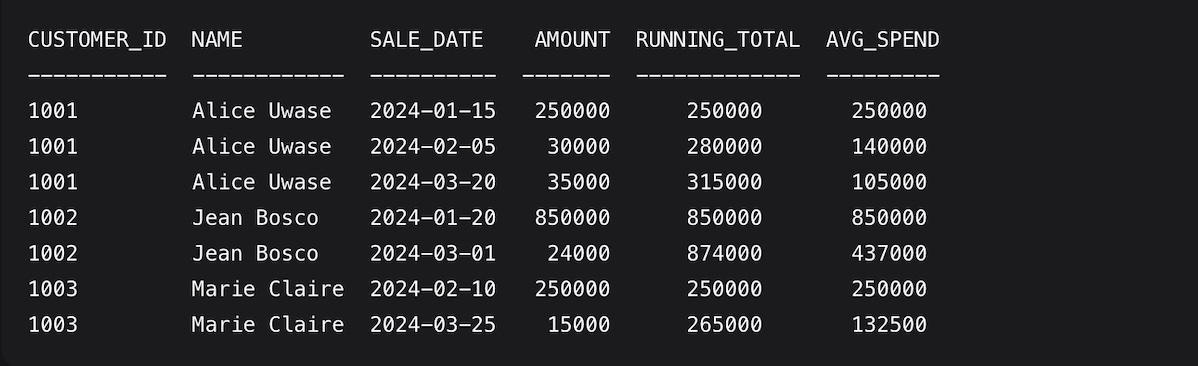 CUSTOMER_ID  NAME          SALE_DATE    AMOUNT  RUNNING_TOTAL  AVG_SPEND
-----------  ------------  ----------  -------  -------------  ---------
1001         Alice Uwase   2024-01-15   250000      250000       250000
1001         Alice Uwase   2024-02-05    30000      280000       140000
1001         Alice Uwase   2024-03-20    35000      315000       105000
1002         Jean Bosco    2024-01-20   850000      850000       850000
1002         Jean Bosco    2024-03-01    24000      874000       437000
1003         Marie Claire  2024-02-10   250000      250000       250000
1003         Marie Claire  2024-03-25    15000      265000       132500